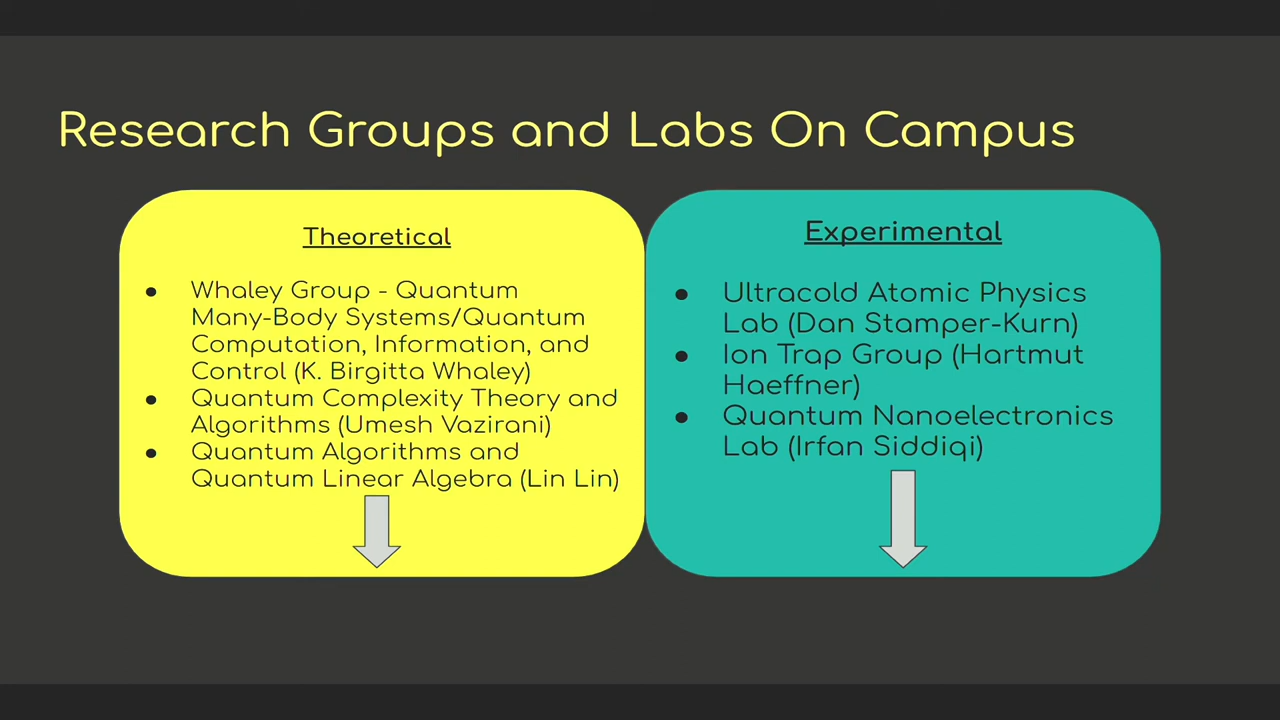 Research Groups and Labs On Campus
Theoretical
● Whaley Group - Quantum
Many-Body Systems/Quantum
Computation, Information, and
Control (K. Birgitta Whaley)
● Quantum Complexity Theory and
Algorithms (Umesh Vazirani)
● Quantum Algorithms and
Quantum Linear Algebra (Lin Lin)
Experimental
● Ultracold Atomic Physics
Lab (Dan Stamper-Kurn)
● Ion Trap Group (Hartmut
Haeffner)
● Quantum Nanoelectronics
Lab (Irfan Siddiqi)